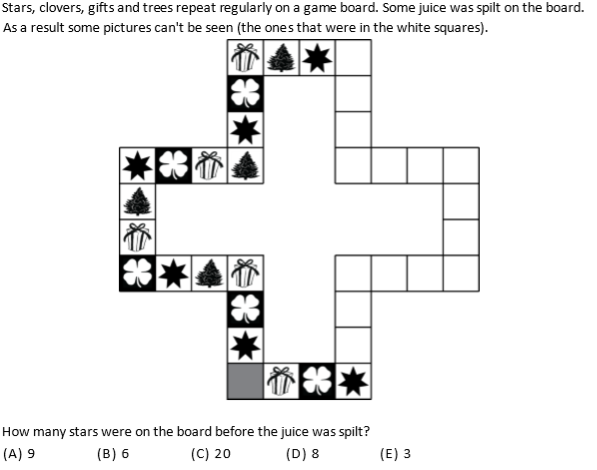 Stars, clovers, gifts and trees repeat regularly on a game board. Some juice was spilt on the board.
As a result some pictures can't be seen (the ones that were in the white squares).
How many stars were on the board before the juice was spilt?
(A) 9 (B) 6 (C) 20 (D) 8 (E) 3